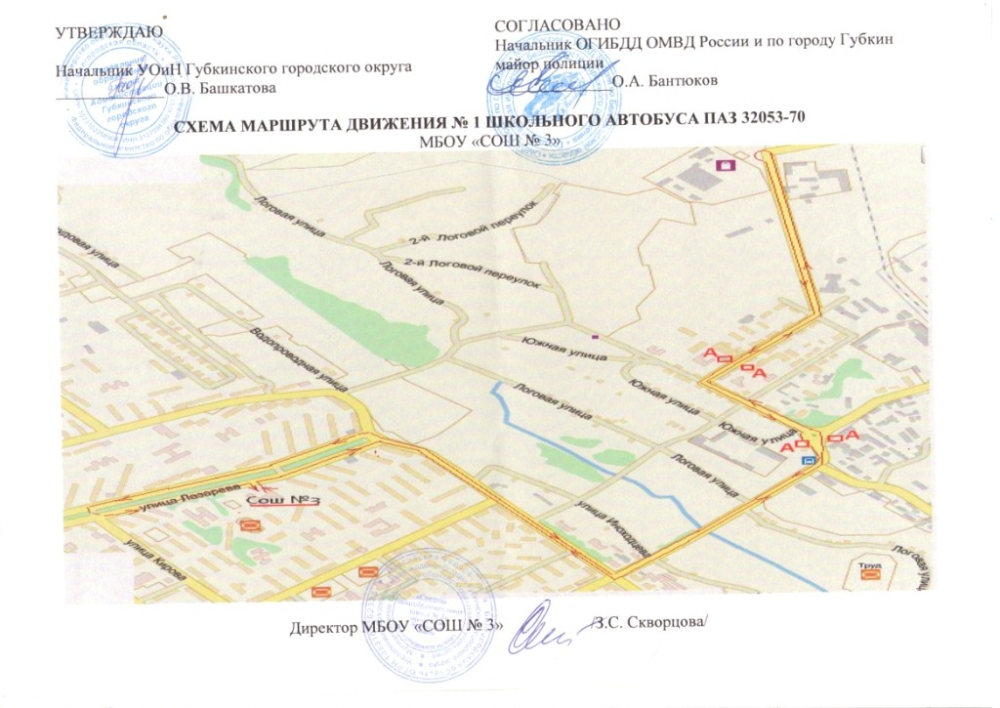 УТВЕРЖДАЮ
Начальник УОиН Губкинского городского округа
О.В. Башкатова
СОГЛАСОВАНО
Начальник ОГИБДД ОМВД России и по городу Губкин
майор полиции
О.А. Бантюков
СХЕМА МАРШРУТА ДВИЖЕНИЯ № 1 ШКОЛЬНОГО АВТОБУСА ПАЗ 32053-70
МБОУ «СОШ № 3»
Логовая улица
2-й Логовой переулок
2-й Логовой переулок
Логовая улица
Водопроводная улица
Южная улица
А
А
Южная улица
Логовая улица
Южная улица
А
А
Логовая улица
улица Лазарева
Сош №3
улица Иноходцева
улица Кирова
Логовая улица
Труд
Директор МБОУ «СОШ № 3»
/З.С. Скворцова/